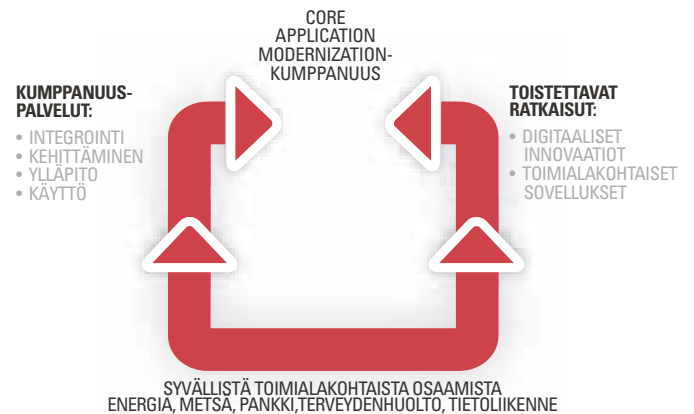 CORE
APPLICATION
MODERNIZATION-
KUMPPANUUS
KUMPPANUUS-
PALVELUT:
• INTEGROINTI
• KEHITTÄMINEN
• YLLÄPITO
• KÄYTTÖ
TOISTETTAVAT
RATKAISUT:
• DIGITAALISET
INNOVAATIOT
• TOIMIALAKOHTAISET
SOVELLUKSET
SYVÄLLISTÄ TOIMIALAKOHTAISTA OSAAMISTA
ENERGIA, METSÄ, PANKKI,TERVEYDENHUOLTO, TIETOLIIKENNE